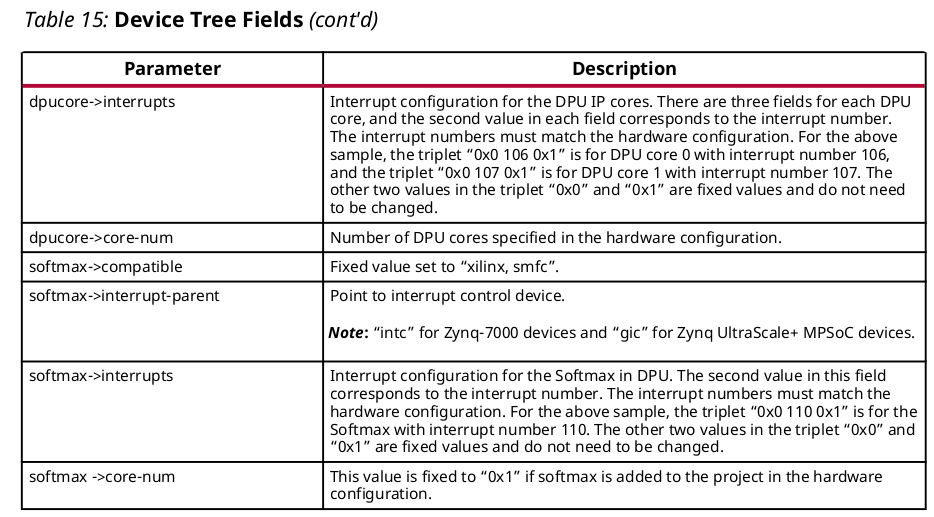 Table 15: Device Tree Fields (cont'd)
Parameter
Description
dpucore->interrupts
Interrupt configuration for the DPU IP cores. There are three fields for each DPU
core, and the second value in each field corresponds to the interrupt number.
The interrupt numbers must match the hardware configuration. For the above
sample, the triplet “0x0 106 0x1” is for DPU core 0 with interrupt number 106,
and the triplet “0x0 107 0x1” is for DPU core 1 with interrupt number 107. The
other two values in the triplet “0x0” and “0x1” are fixed values and do not need
to be changed.
dpucore->core-num
Number of DPU cores specified in the hardware configuration.
softmax->compatible
Fixed value set to “xilinx, smfc”.
softmax->interrupt-parent
Point to interrupt control device.
Note: “intc” for Zynq-7000 devices and “gic” for Zynq UltraScale+ MPSoC devices.
softmax->interrupts
Interrupt configuration for the Softmax in DPU. The second value in this field
corresponds to the interrupt number. The interrupt numbers must match the
hardware configuration. For the above sample, the triplet “0x0 110 0x1” is for the
Softmax with interrupt number 110. The other two values in the triplet “0x0” and
“0x1” are fixed values and do not need to be changed.
softmax ->core-num
This value is fixed to “0x1” if softmax is added to the project in the hardware
configuration.